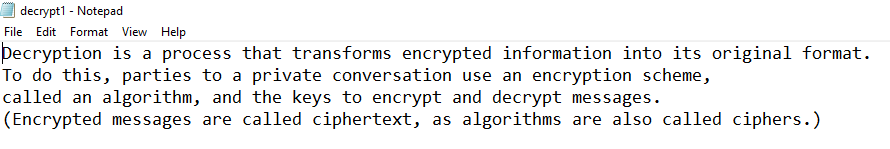 decrypt1 - Notepad
File Edit Format View Help
Decryption is a process that transforms encrypted information into its original format.
To do this, parties to a private conversation use an encryption scheme,
called an algorithm, and the keys to encrypt and decrypt messages.
(Encrypted messages are called ciphertext, as algorithms are also called ciphers.)